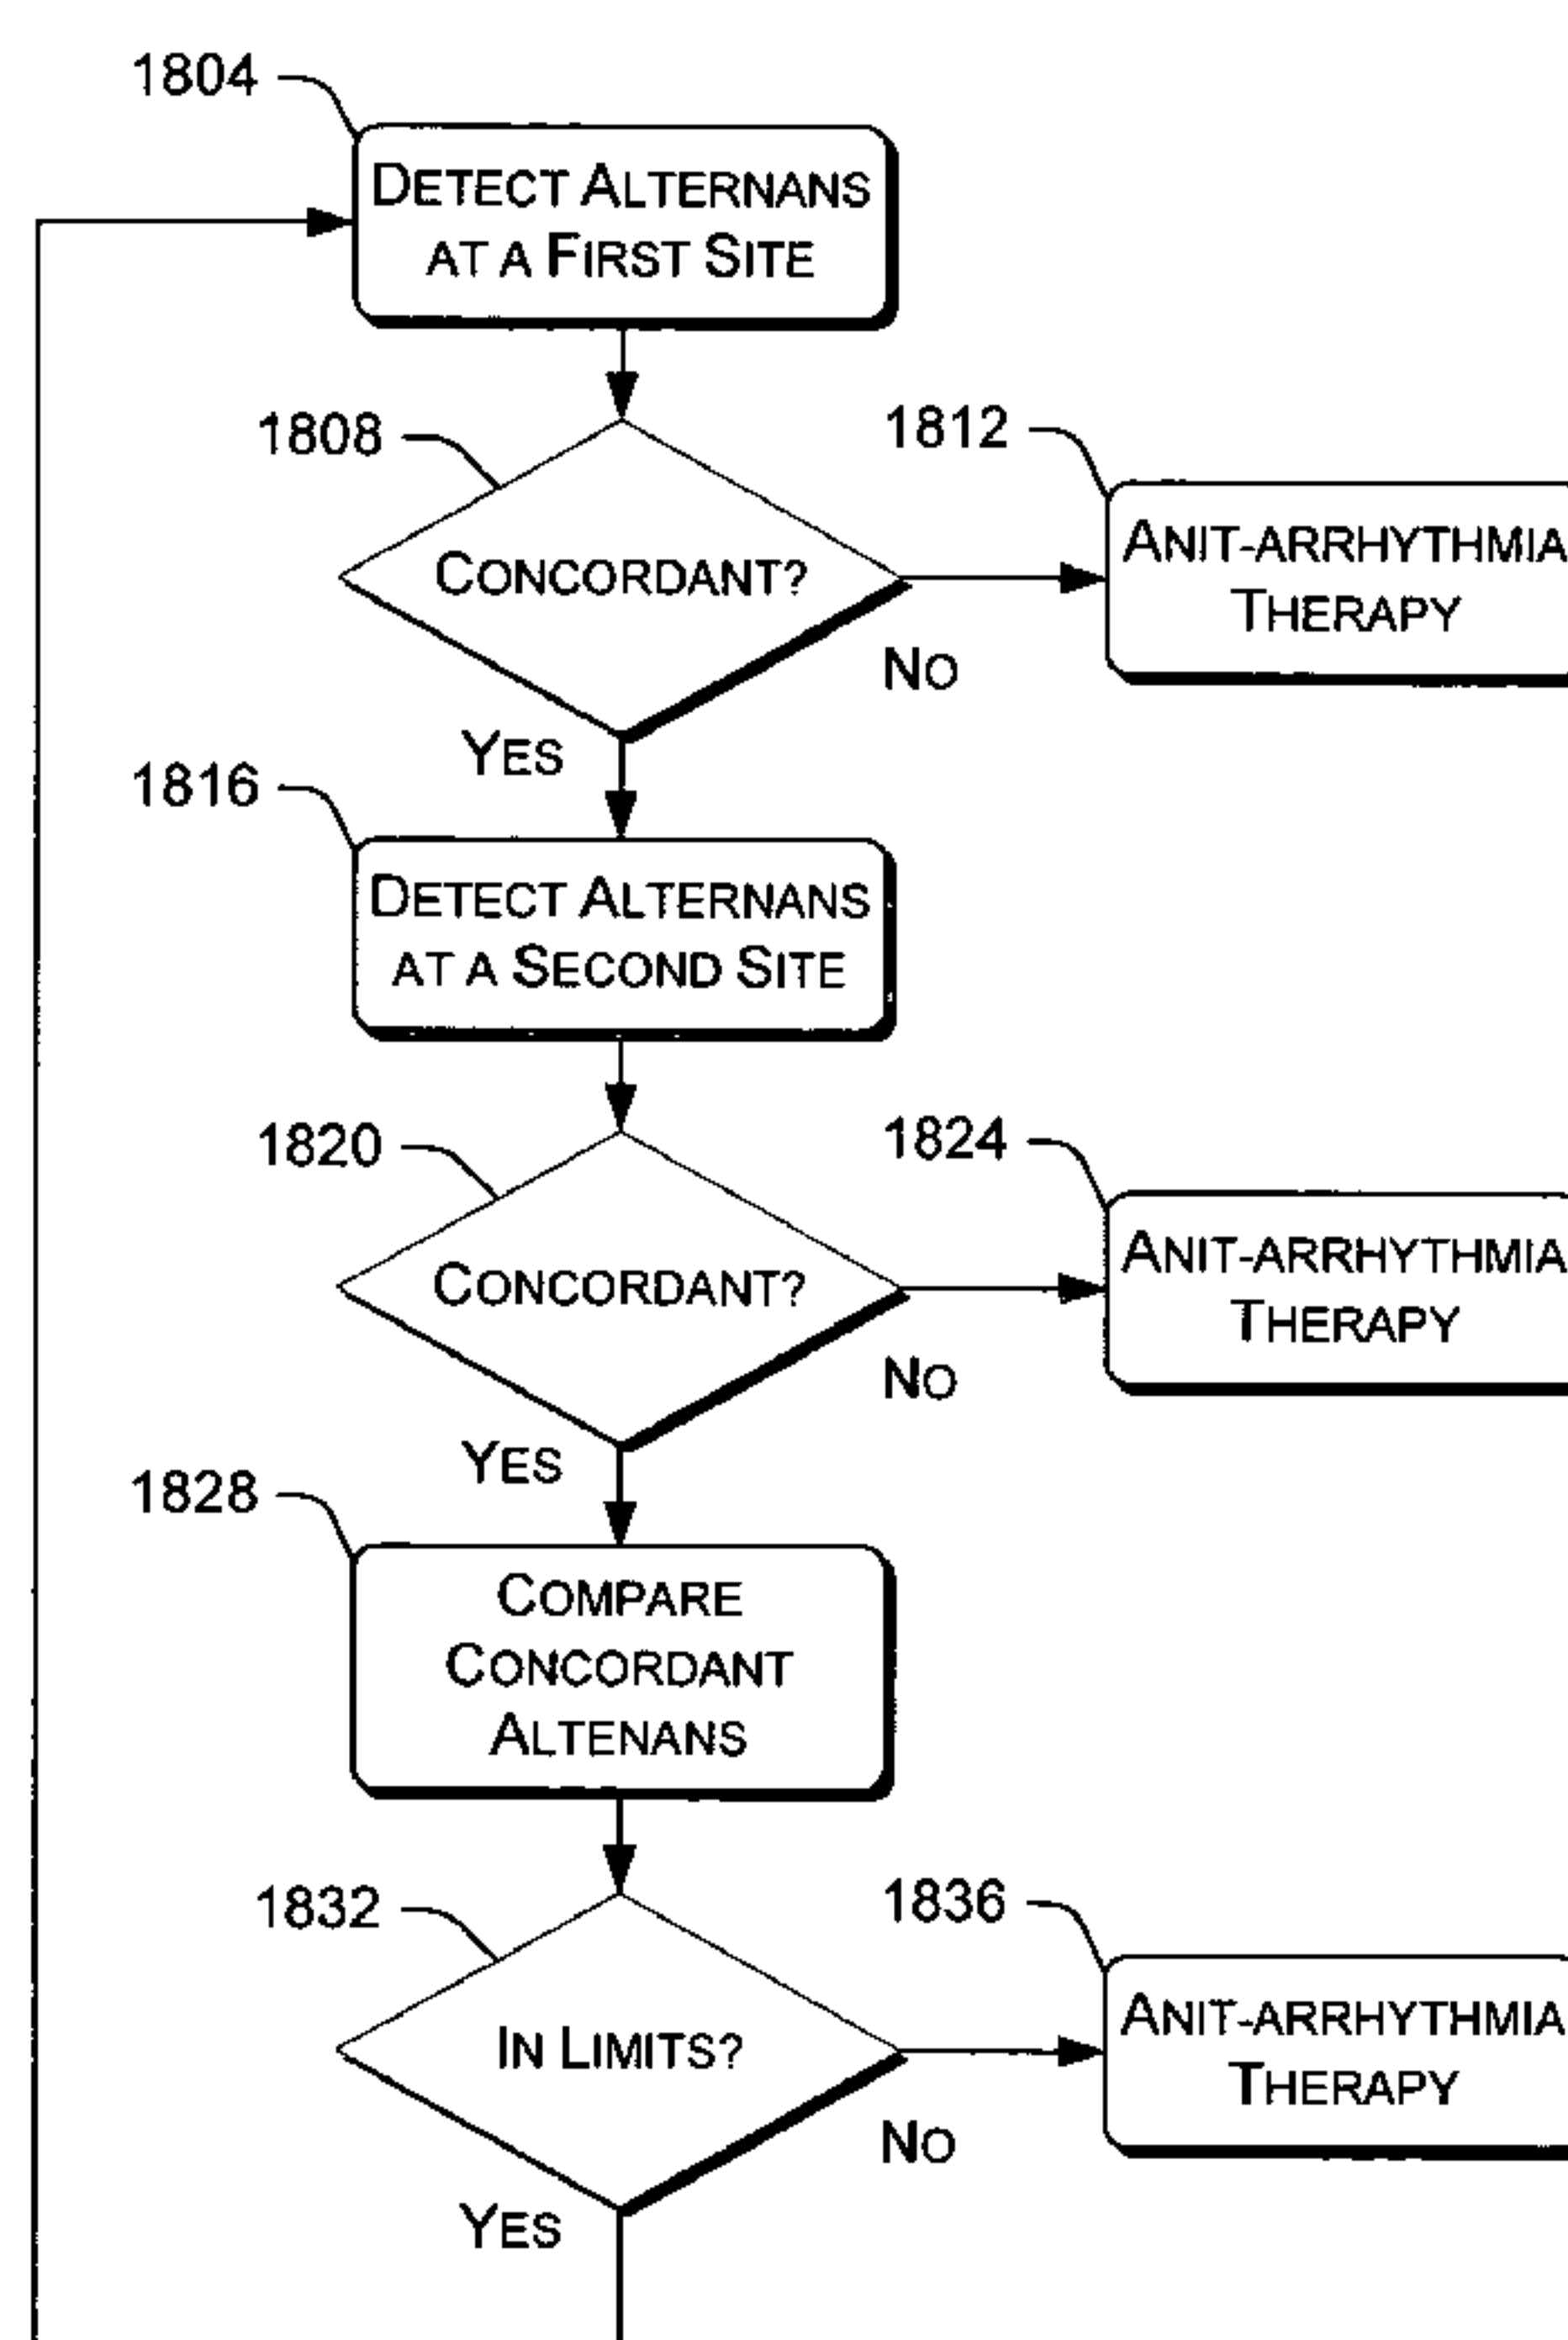 1804
DETECT ALTERNANS
AT A FIRST SITE
1808
CONCORDANT?
1812
ANIT-ARRHYTHMIA
THERAPY
NO
YES
1816
DETECT ALTERNANS
AT A SECOND SITE
1820
CONCORDANT?
1824
ANIT-ARRHYTHMIA
THERAPY
NO
YES
1828
COMPARE
CONCORDANT
ALTENANS
1832
IN LIMITS?
1836
ANIT-ARRHYTHMIA
THERAPY
NO
YES